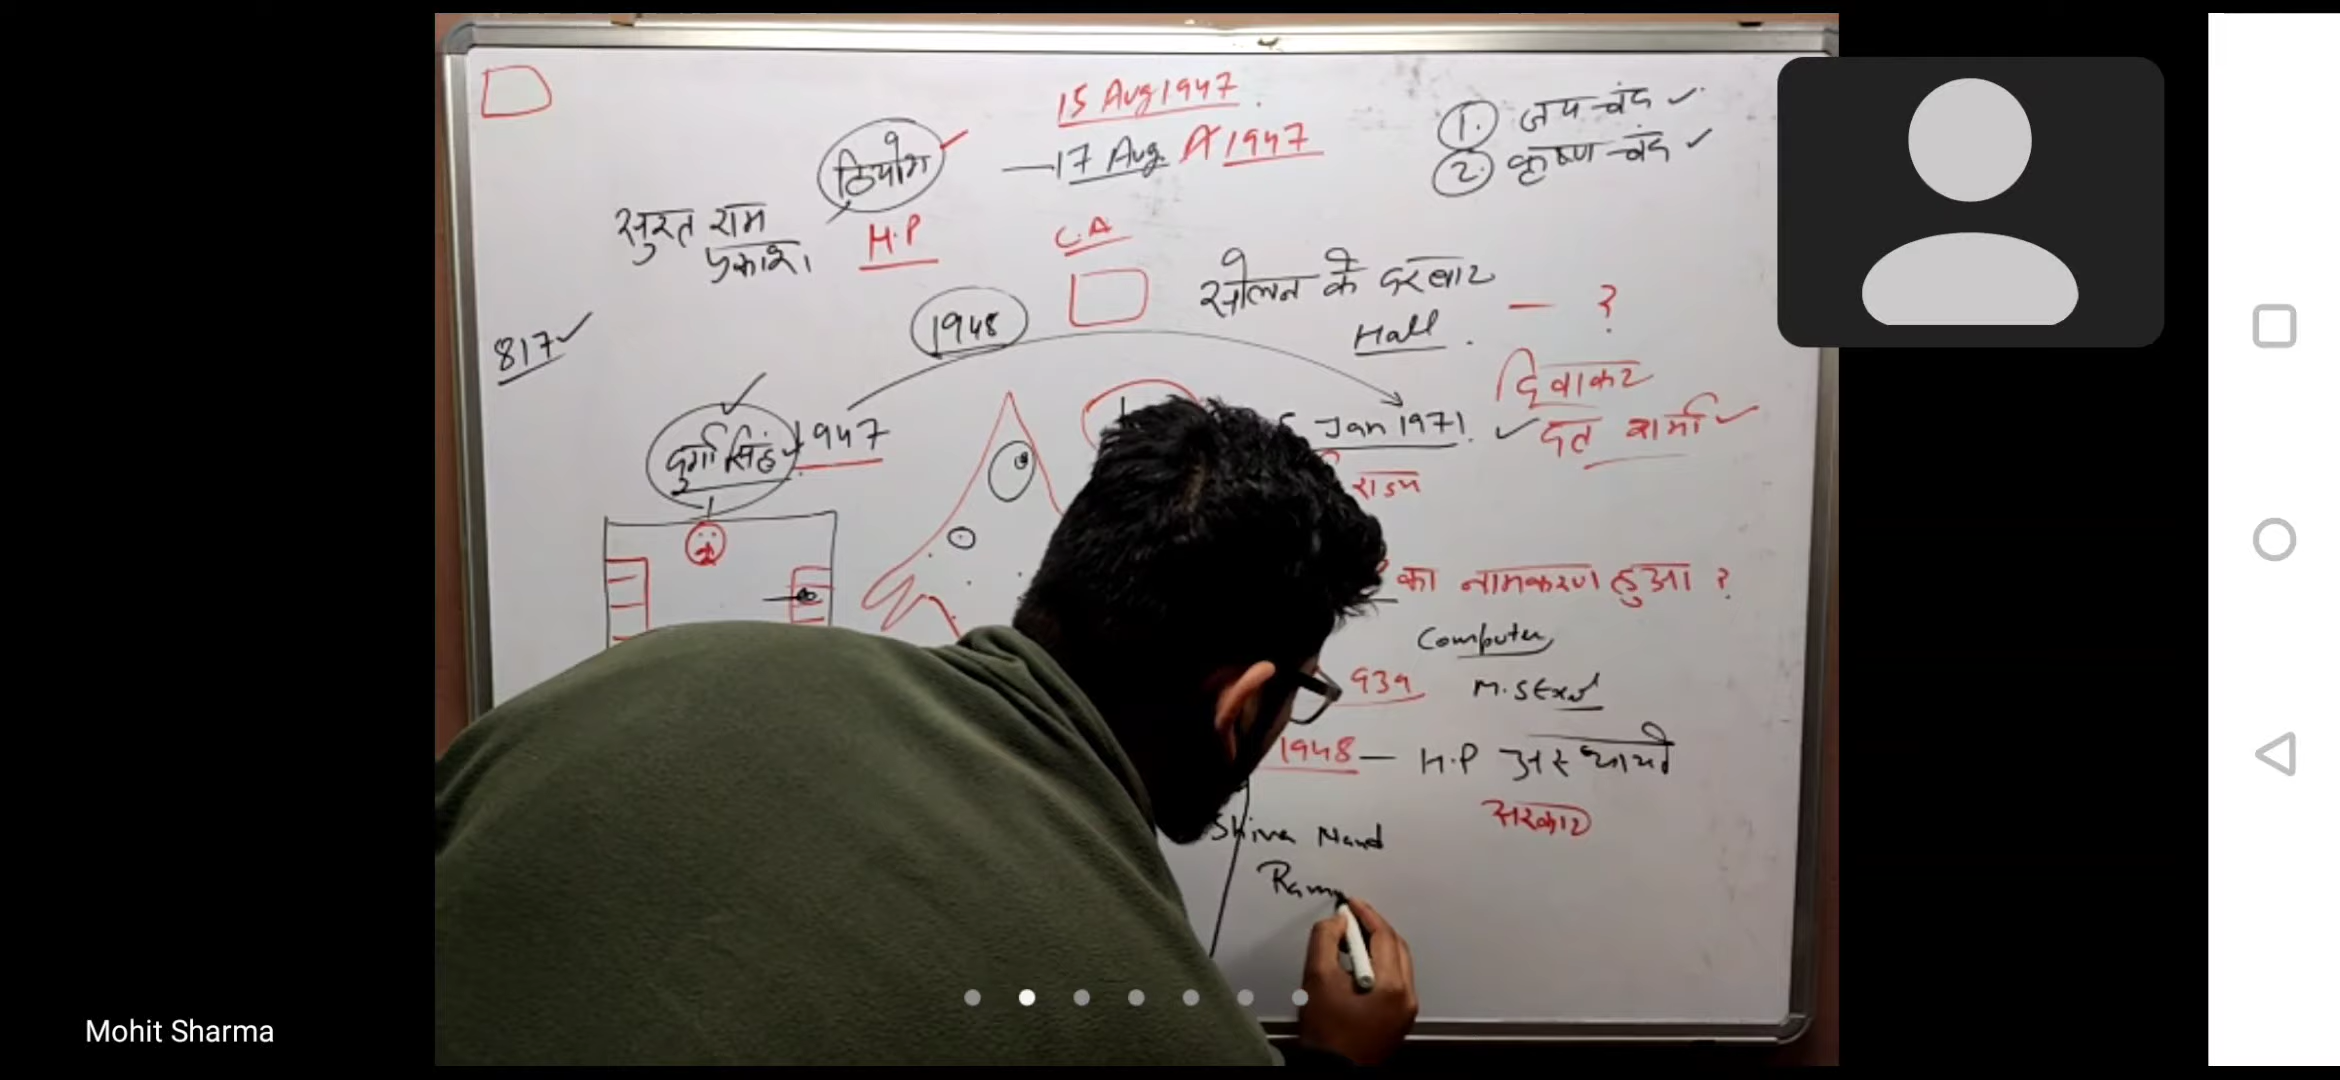 15 Aug 1947.
ठियोग — 17 Aug 1947
1. जय चंद
2. कृष्ण चंद
सुरत राम
प्रकाश।
H.P
C.A
सोलन के दरबार
Hall.
— ?
1948
817
दिवाकर
दत शर्मा
दुर्गा सिंह 1947
Jan 1971.
राज्य
का नामकरण हुआ ?
Computer
939
M.S Excel
1948 — H.P अस्थायी
सरकार
Shiva Nand
Ram
Mohit Sharma